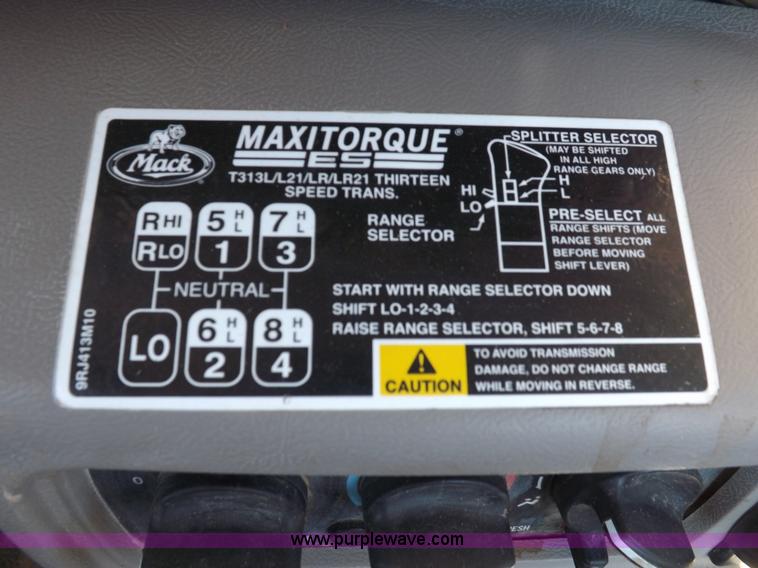 Mack
MAXITORQUE®
ES
T313L/L21/LR/LR21 THIRTEEN
SPEED TRANS.
SPLITTER SELECTOR
(MAY BE SHIFTED
IN ALL HIGH
RANGE GEARS ONLY)
H
L
HI
LO
RANGE
SELECTOR
PRE-SELECT ALL
RANGE SHIFTS (MOVE
RANGE SELECTOR
BEFORE MOVING
SHIFT LEVER)
R HI 5 H L 7 H L
R LO 1 3
NEUTRAL
LO 6 H L 8 H L
2 4
START WITH RANGE SELECTOR DOWN
SHIFT LO-1-2-3-4
RAISE RANGE SELECTOR, SHIFT 5-6-7-8
CAUTION
TO AVOID TRANSMISSION
DAMAGE, DO NOT CHANGE RANGE
WHILE MOVING IN REVERSE.
9RJ413M10
0
www.purplewave.com